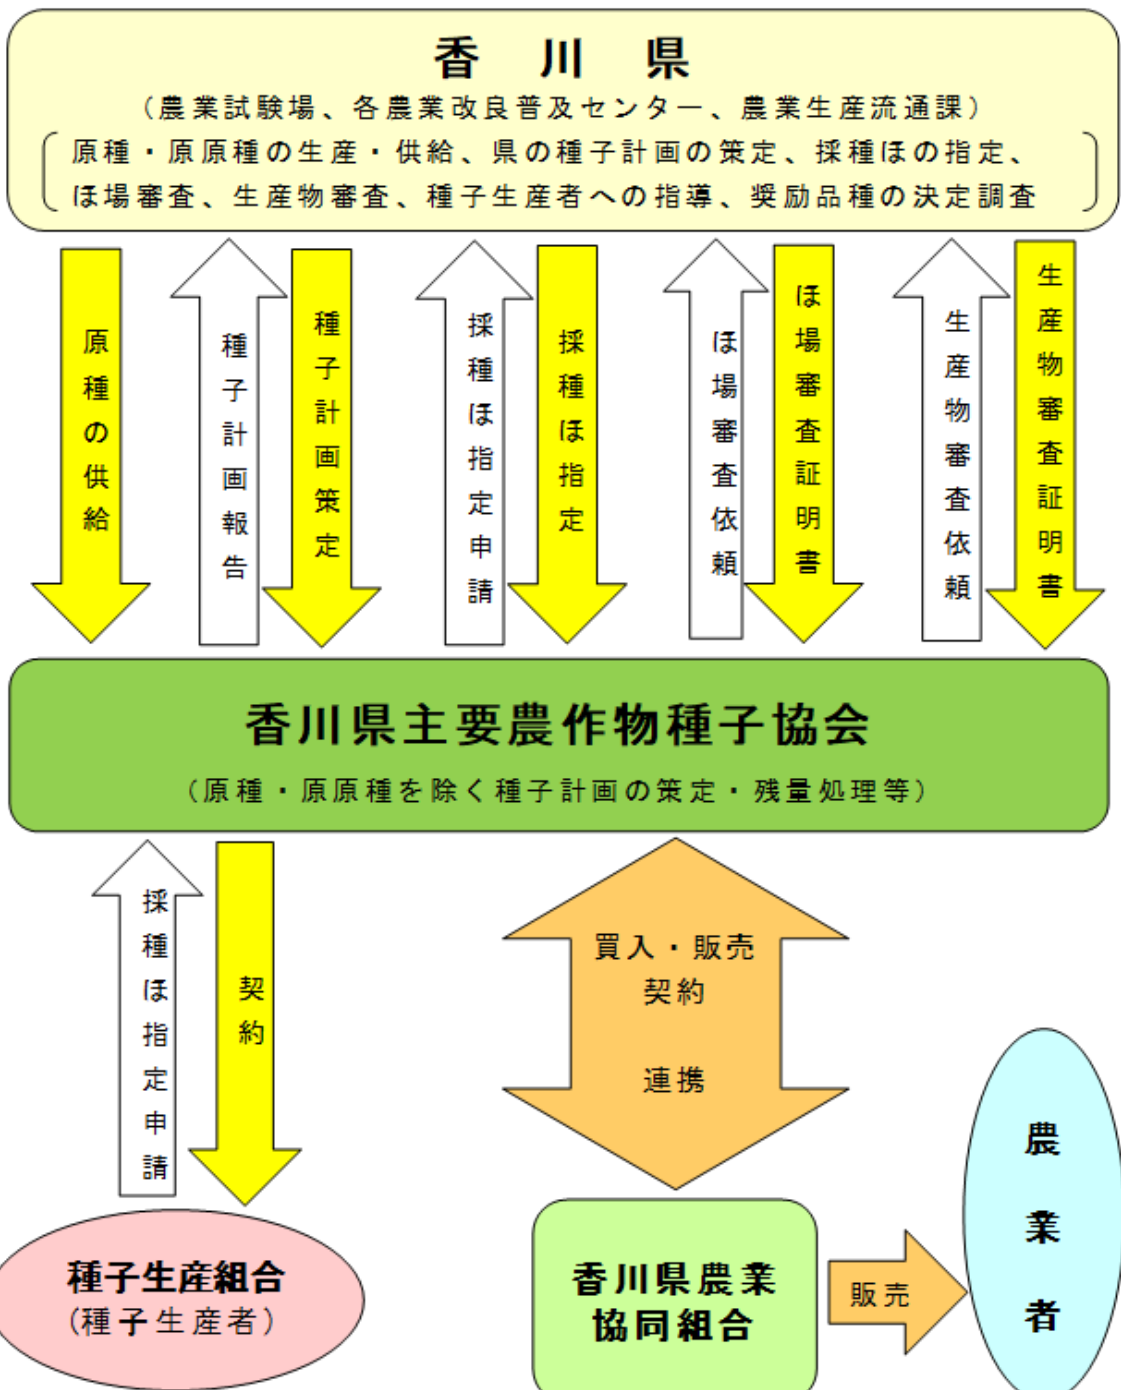 香川県
（農業試験場、各農業改良普及センター、農業生産流通課）
原種・原原種の生産・供給、県の種子計画の策定、採種ほの指定、
ほ場審査、生産物審査、種子生産者への指導、奨励品種の決定調査
原種の供給
種子計画報告
種子計画策定
採種ほ指定申請
採種ほ指定
ほ場審査依頼
ほ場審査証明書
生産物審査依頼
生産物審査証明書
香川県主要農作物種子協会
（原種・原原種を除く種子計画の策定・残量処理等）
採種ほ指定申請
契約
買入・販売
契約
連携
種子生産組合
（種子生産者）
香川県農業
協同組合
販売
農業者